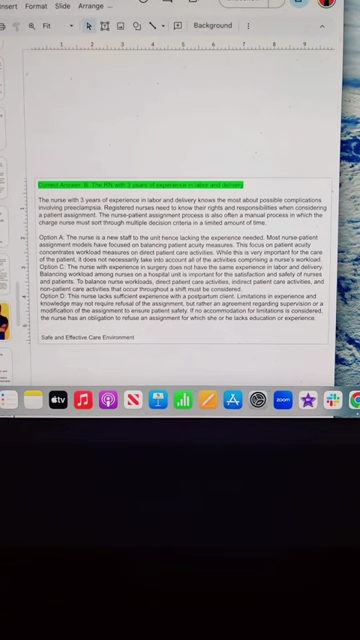 nsert Format Slide Arrange ...
Fit Background
1 2 3 4 5 6 7 8 9
Correct Answer: B. The RN with 3 years of experience in labor and delivery
The nurse with 3 years of experience in labor and delivery knows the most about possible complications
involving preeclampsia. Registered nurses need to know their rights and responsibilities when considering
a patient assignment. The nurse-patient assignment process is also often a manual process in which the
charge nurse must sort through multiple decision criteria in a limited amount of time.
Option A: The nurse is a new staff to the unit hence lacking the experience needed. Most nurse-patient
assignment models have focused on balancing patient acuity measures. This focus on patient acuity
concentrates workload measures on direct patient care activities. While this is very important for the care
of the patient, it does not necessarily take into account all of the activities comprising a nurse's workload.
Option C: The nurse with experience in surgery does not have the same experience in labor and delivery.
Balancing workload among nurses on a hospital unit is important for the satisfaction and safety of nurses
and patients. To balance nurse workloads, direct patient care activities, indirect patient care activities, and
non-patient care activities that occur throughout a shift must be considered.
Option D: This nurse lacks sufficient experience with a postpartum client. Limitations in experience and
knowledge may not require refusal of the assignment, but rather an agreement regarding supervision or a
modification of the assignment to ensure patient safety. If no accommodation for limitations is considered,
the nurse has an obligation to refuse an assignment for which she or he lacks education or experience.
Safe and Effective Care Environment
tv
zoom